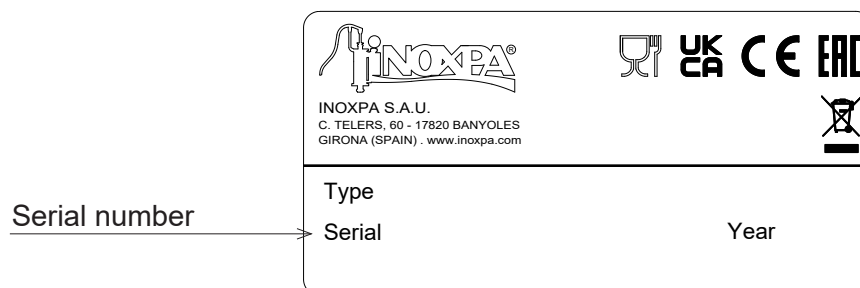 iNOXPA®
UK CA CE EAC
INOXPA S.A.U.
C. TELERS, 60 - 17820 BANYOLES
GIRONA (SPAIN) . www.inoxpa.com
Type
Serial number
Serial Year